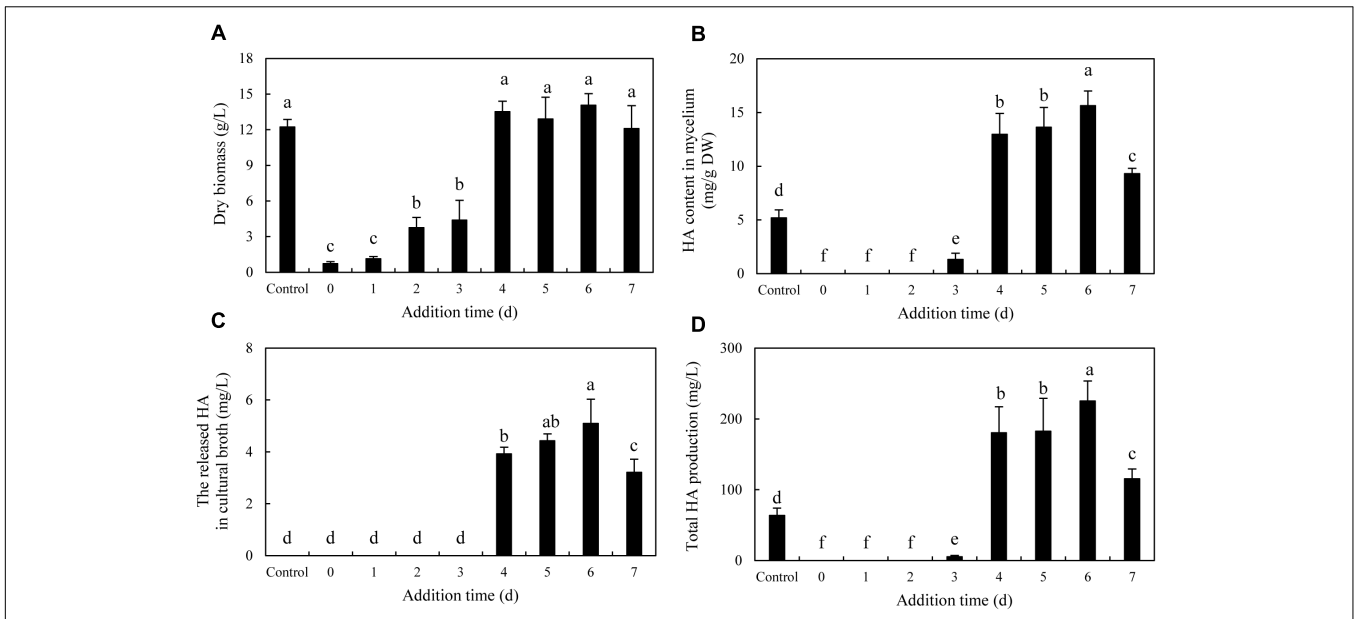 A
Dry biomass (g/L)
18
15
12
9
6
3
0
a
c
c
b
b
a
a
a
a
Control 0 1 2 3 4 5 6 7
Addition time (d)
B
HA content in mycelium
(mg/g DW)
20
15
10
5
0
d
f
f
f
e
b
b
a
c
Control 0 1 2 3 4 5 6 7
Addition time (d)
C
The released HA
in cultural broth (mg/L)
8
6
4
2
0
d
d
d
d
d
b
ab
a
c
Control 0 1 2 3 4 5 6 7
Addition time (d)
D
Total HA production (mg/L)
300
200
100
0
d
f
f
f
e
b
b
a
c
Control 0 1 2 3 4 5 6 7
Addition time (d)